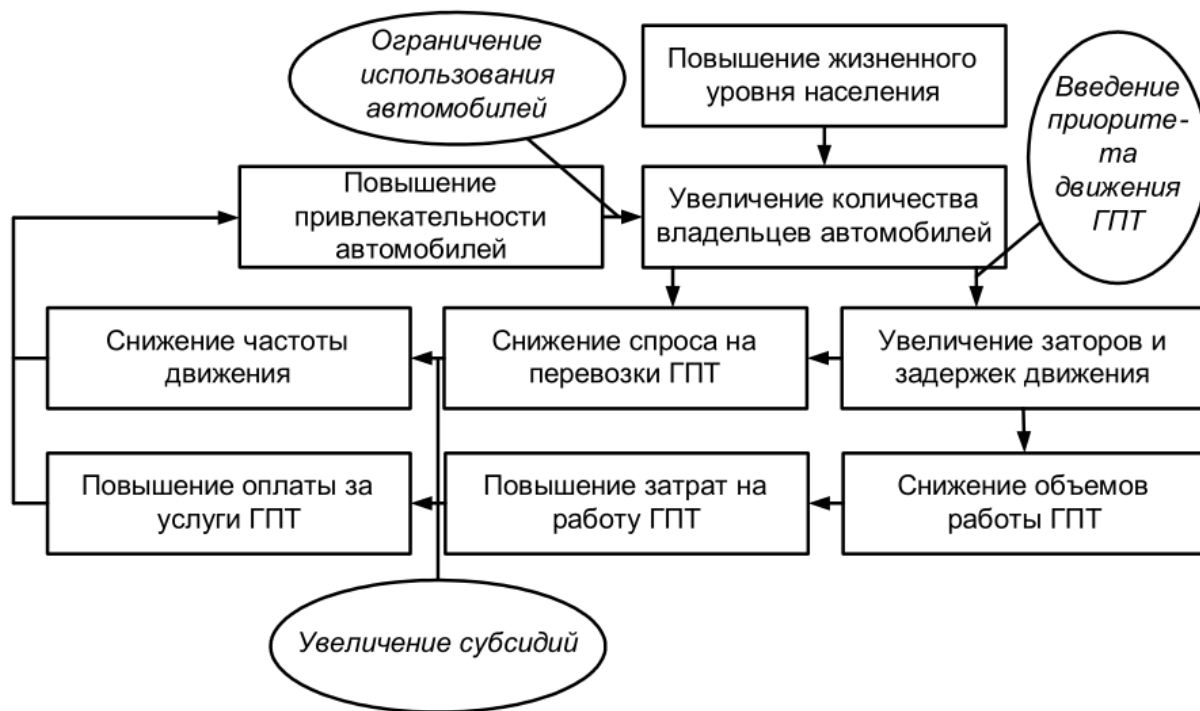 Ограничение
использования
автомобилей
Повышение жизненного
уровня населения
Введение
приорите-
та
движения
ГПТ
Повышение
привлекательности
автомобилей
Увеличение количества
владельцев автомобилей
Снижение частоты
движения
Снижение спроса на
перевозки ГПТ
Увеличение заторов и
задержек движения
Повышение оплаты за
услуги ГПТ
Повышение затрат на
работу ГПТ
Снижение объемов
работы ГПТ
Увеличение субсидий